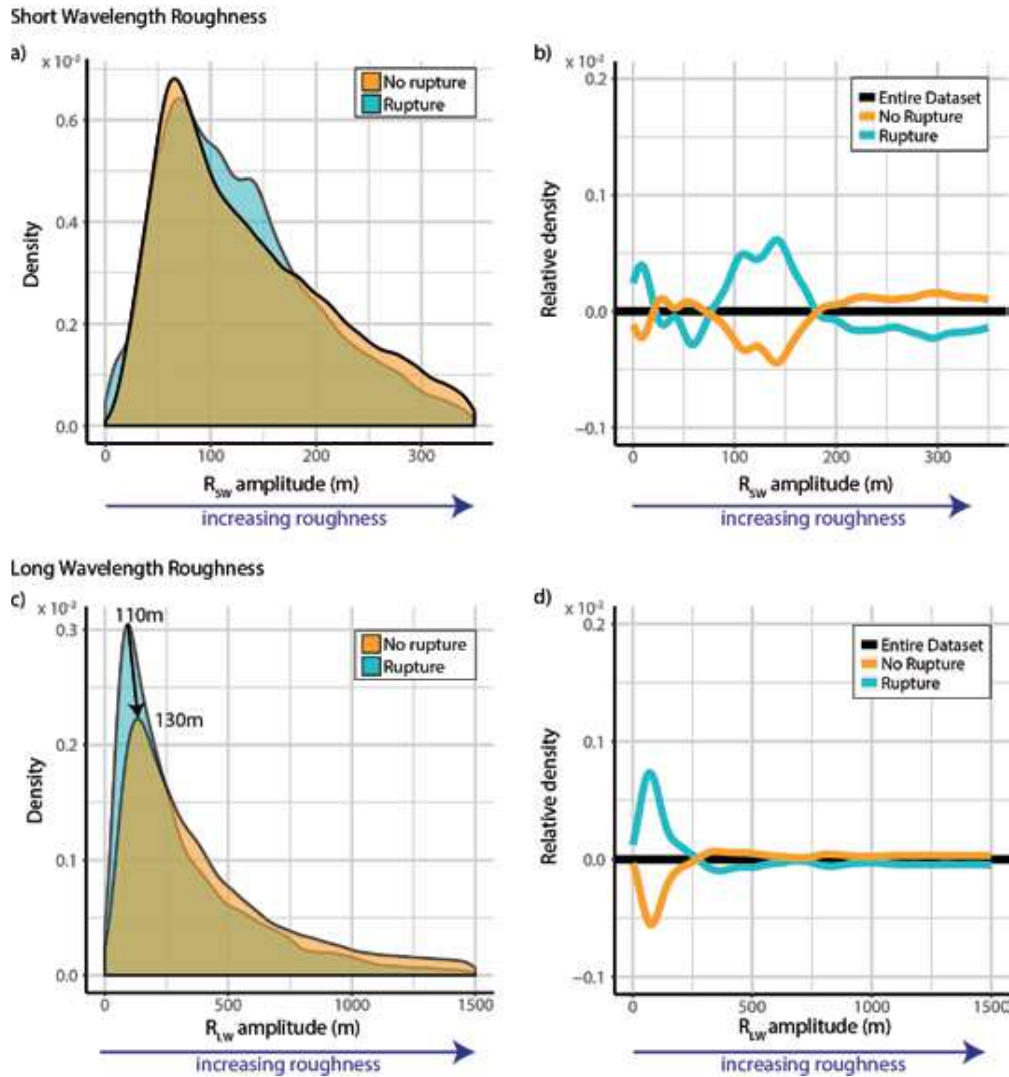 Short Wavelength Roughness
a)
x 10⁻²
No rupture
Rupture
0.6
0.4
0.2
0.0
Density
0
100
200
300
R_SW amplitude (m)
increasing roughness
b)
x 10⁻²
Entire Dataset
No Rupture
Rupture
0.2
0.1
0.0
−0.1
Relative density
0
100
200
300
R_SW amplitude (m)
increasing roughness
Long Wavelength Roughness
c)
x 10⁻²
110m
130m
No rupture
Rupture
0.3
0.2
0.1
0.0
Density
0
500
1000
1500
R_LW amplitude (m)
increasing roughness
d)
x 10⁻²
Entire Dataset
No Rupture
Rupture
0.2
0.1
0.0
−0.1
Relative density
0
500
1000
1500
R_LW amplitude (m)
increasing roughness